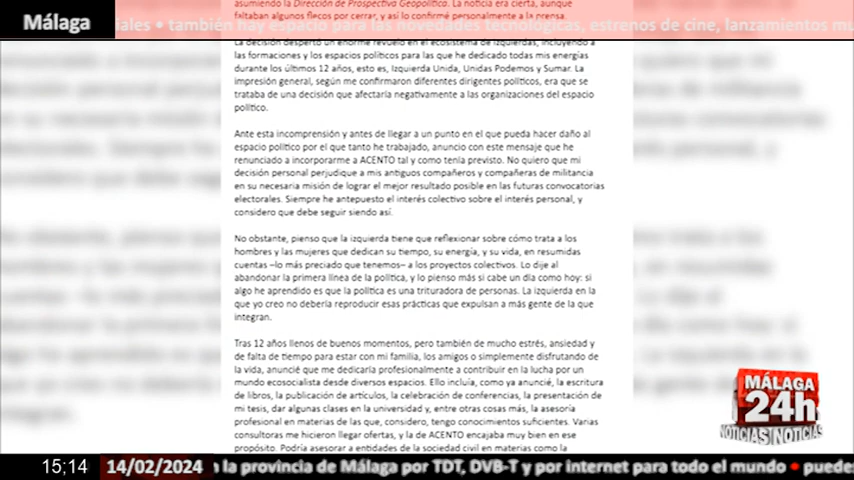 asumiendo la Dirección de Prospectiva Geopolítica. La noticia era cierta, aunque
faltaban algunos flecos por cerrar, y así lo confirmé personalmente a la prensa.
Málaga
iales • también hay espacio para las novedades tecnológicas, estrenos de cine, lanzamientos mu
La decisión despertó un enorme revuelo en el ecosistema de izquierdas, incluyendo a
las formaciones y los espacios políticos para las que he dedicado todas mis energías
durante los últimos 12 años, esto es, Izquierda Unida, Unidas Podemos y Sumar. La
impresión general, según me confirmaron diferentes dirigentes políticos, era que se
trataba de una decisión que afectaría negativamente a las organizaciones del espacio
político.
Ante esta incomprensión y antes de llegar a un punto en el que pueda hacer daño al
espacio político por el que tanto he trabajado, anuncio con este mensaje que he
renunciado a incorporarme a ACENTO tal y como tenía previsto. No quiero que mi
decisión personal perjudique a mis antiguos compañeros y compañeras de militancia
en su necesaria misión de lograr el mejor resultado posible en las futuras convocatorias
electorales. Siempre he antepuesto el interés colectivo sobre el interés personal, y
considero que debe seguir siendo así.
No obstante, pienso que la izquierda tiene que reflexionar sobre cómo trata a los
hombres y las mujeres que dedican su tiempo, su energía, y su vida, en resumidas
cuentas –lo más preciado que tenemos– a los proyectos colectivos. Lo dije al
abandonar la primera línea de la política, y lo pienso más si cabe un día como hoy: si
algo he aprendido es que la política es una trituradora de personas. La izquierda en la
que yo creo no debería reproducir esas prácticas que expulsan a más gente de la que
integran.
Tras 12 años llenos de buenos momentos, pero también de mucho estrés, ansiedad y
de falta de tiempo para estar con mi familia, los amigos o simplemente disfrutando de
la vida, anuncié que me dedicaría profesionalmente a contribuir en la lucha por un
mundo ecosocialista desde diversos espacios. Ello incluía, como ya anuncié, la escritura
de libros, la publicación de artículos, la celebración de conferencias, la presentación de
mi tesis, dar algunas clases en la universidad y, entre otras cosas más, la asesoría
profesional en materias de las que, considero, tengo conocimientos suficientes. Varias
consultoras me hicieron llegar ofertas, y la de ACENTO encajaba muy bien en ese
propósito. Podría asesorar a entidades de la sociedad civil en materias como la
MÁLAGA
24h
NOTICIAS NOTICIAS
15:14 14/02/2024 n la provincia de Málaga por TDT, DVB-T y por internet para todo el mundo • puede